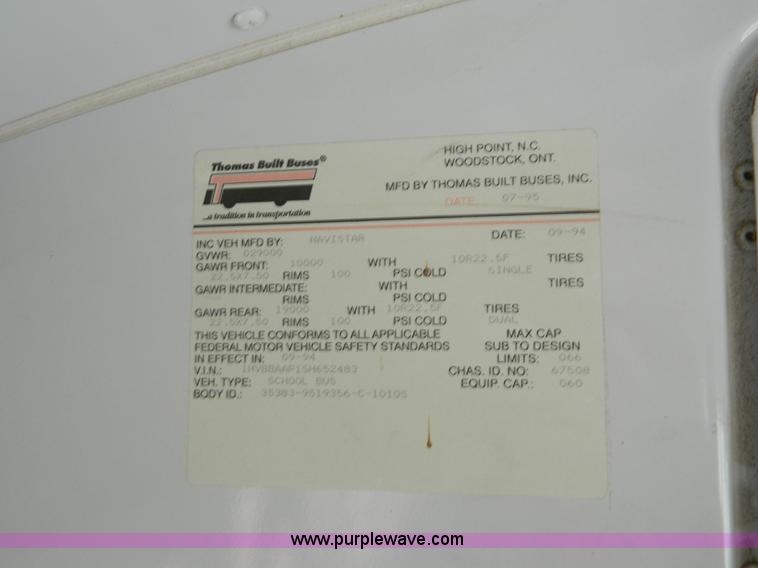 Thomas Built Buses®
...a tradition in transportation
HIGH POINT, N.C.
WOODSTOCK, ONT.
MFD BY THOMAS BUILT BUSES, INC.
DATE 07-95
INC VEH MFD BY: NAVISTAR DATE: 09-94
GVWR: 029000
GAWR FRONT: 10000 WITH 10R22.5F TIRES
22.5X7.50 RIMS 100 PSI COLD SINGLE
GAWR INTERMEDIATE: WITH TIRES
RIMS PSI COLD
GAWR REAR: 19000 WITH 10R22.5F TIRES
22.5X7.50 RIMS 100 PSI COLD DUAL
THIS VEHICLE CONFORMS TO ALL APPLICABLE MAX CAP
FEDERAL MOTOR VEHICLE SAFETY STANDARDS SUB TO DESIGN
IN EFFECT IN: 09-94 LIMITS: 066
V.I.N.: 1HVBBAAP1SH652483 CHAS. ID. NO: 67508
VEH. TYPE: SCHOOL BUS EQUIP. CAP.: 060
BODY ID.: 35383-9519356-C-10105
www.purplewave.com